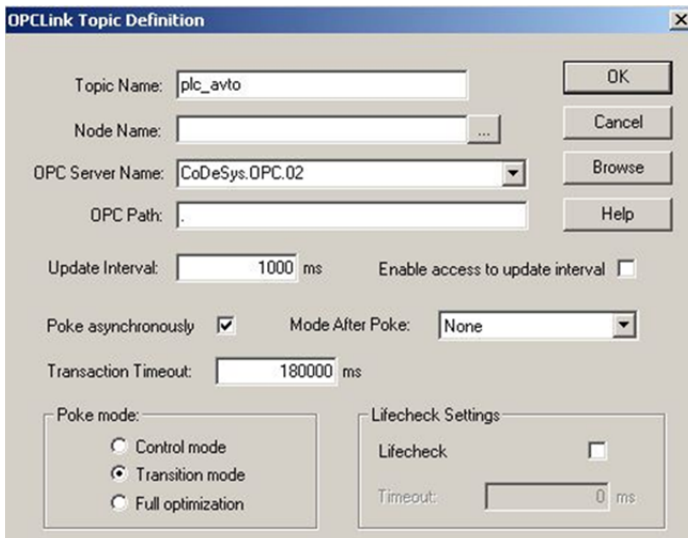 OPCLink Topic Definition
Topic Name: plc_avto
OK
Node Name: ...
Cancel
OPC Server Name: CoDeSys.OPC.02
Browse
OPC Path: .
Help
Update Interval: 1000 ms Enable access to update interval
Poke asynchronously Mode After Poke: None
Transaction Timeout: 180000 ms
Poke mode:
Control mode
Transition mode
Full optimization
Lifecheck Settings
Lifecheck
Timeout: 0 ms